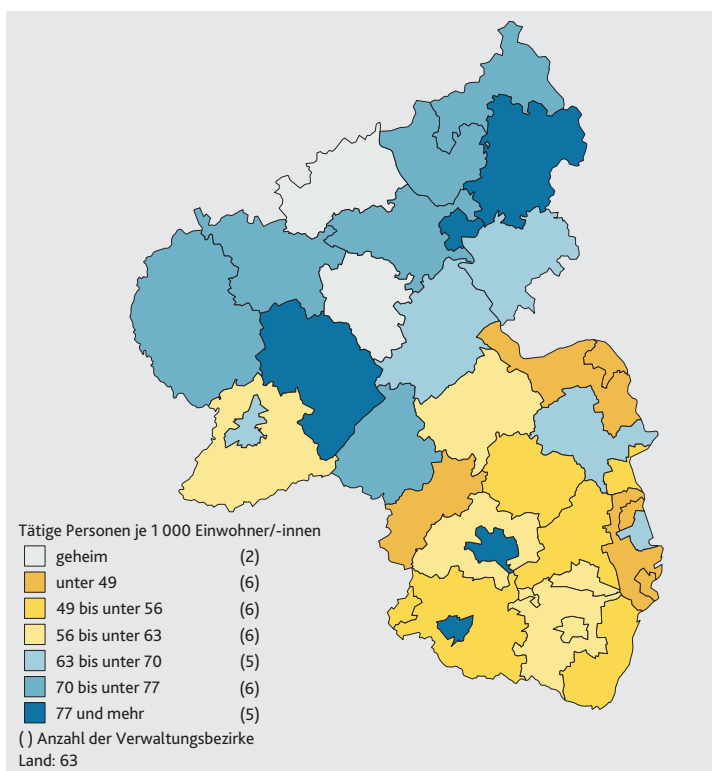 Tätige Personen je 1 000 Einwohner/-innen
geheim (2)
unter 49 (6)
49 bis unter 56 (6)
56 bis unter 63 (6)
63 bis unter 70 (5)
70 bis unter 77 (6)
77 und mehr (5)
( ) Anzahl der Verwaltungsbezirke
Land: 63